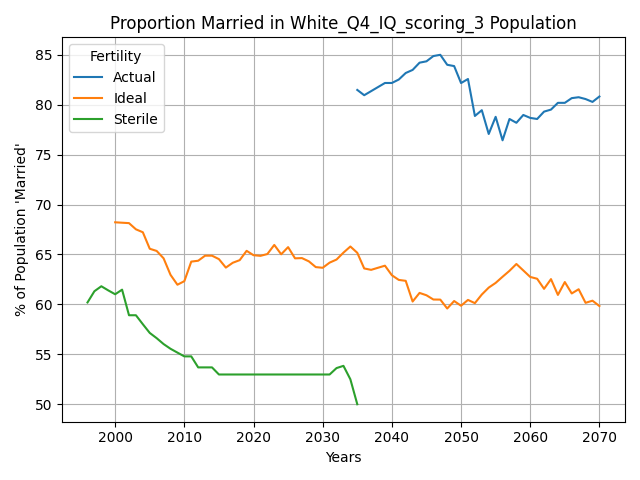 Proportion Married in White_Q4_IQ_scoring_3 Population
% of Population 'Married'
85
80
75
70
65
60
55
50
Fertility
Actual
Ideal
Sterile
2000 2010 2020 2030 2040 2050 2060 2070
Years